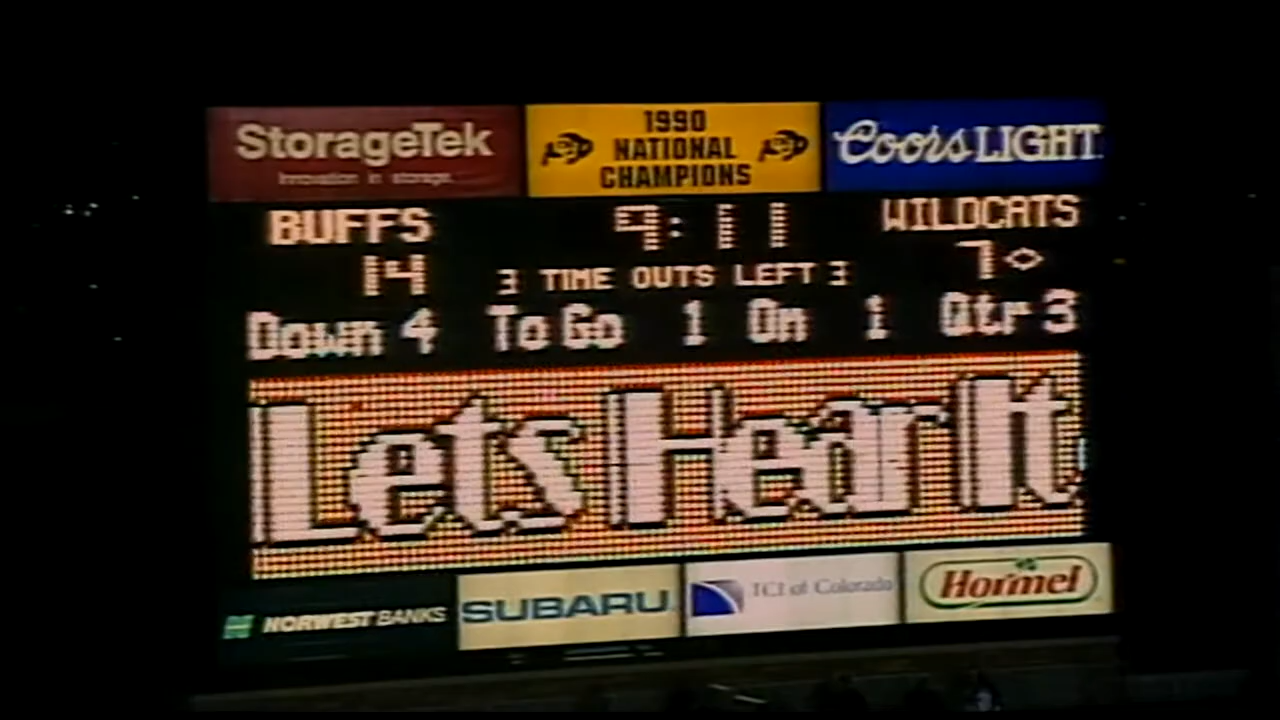 StorageTek
Innovation in storage.
1990
NATIONAL
CHAMPIONS
Coors LIGHT
BUFFS 9:11 WILDCATS
14 3 TIME OUTS LEFT 3 7
Down 4 To Go 1 On 1 Qtr 3
Lets Hear It
NORWEST BANKS
SUBARU
TCI of Colorado
Hormel